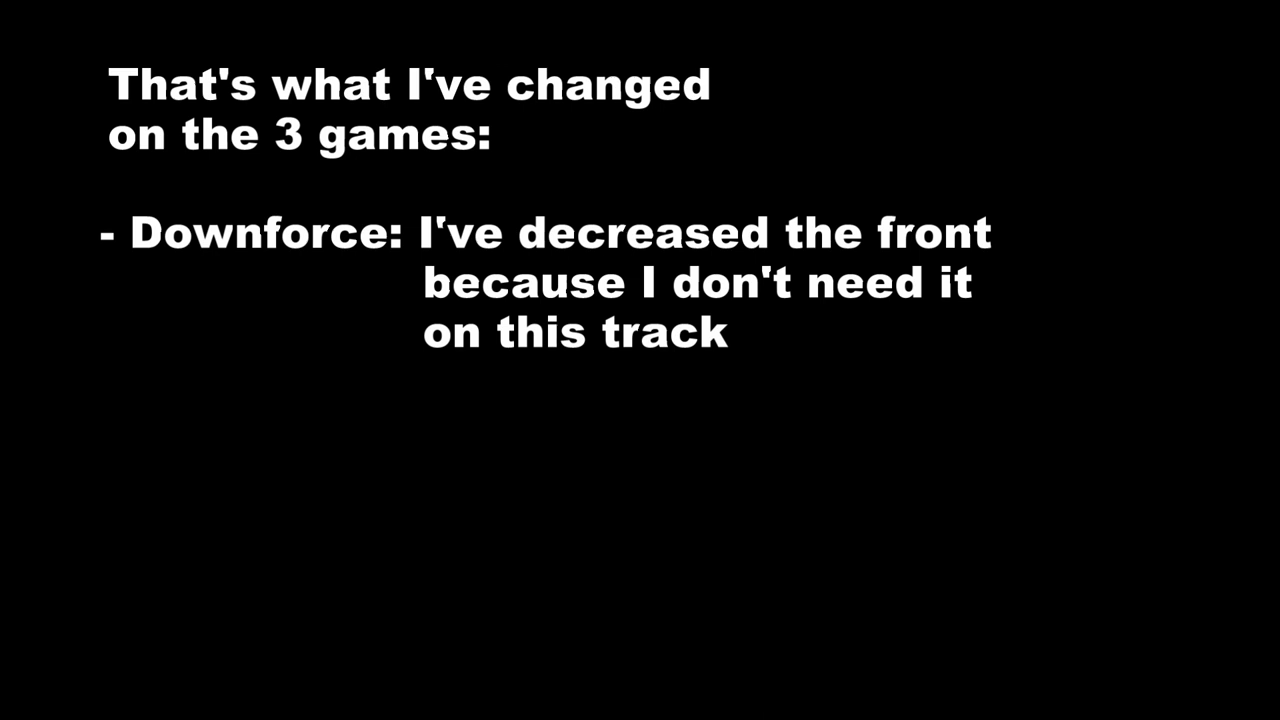 That's what I've changed
on the 3 games:
- Downforce: I've decreased the front
because I don't need it
on this track